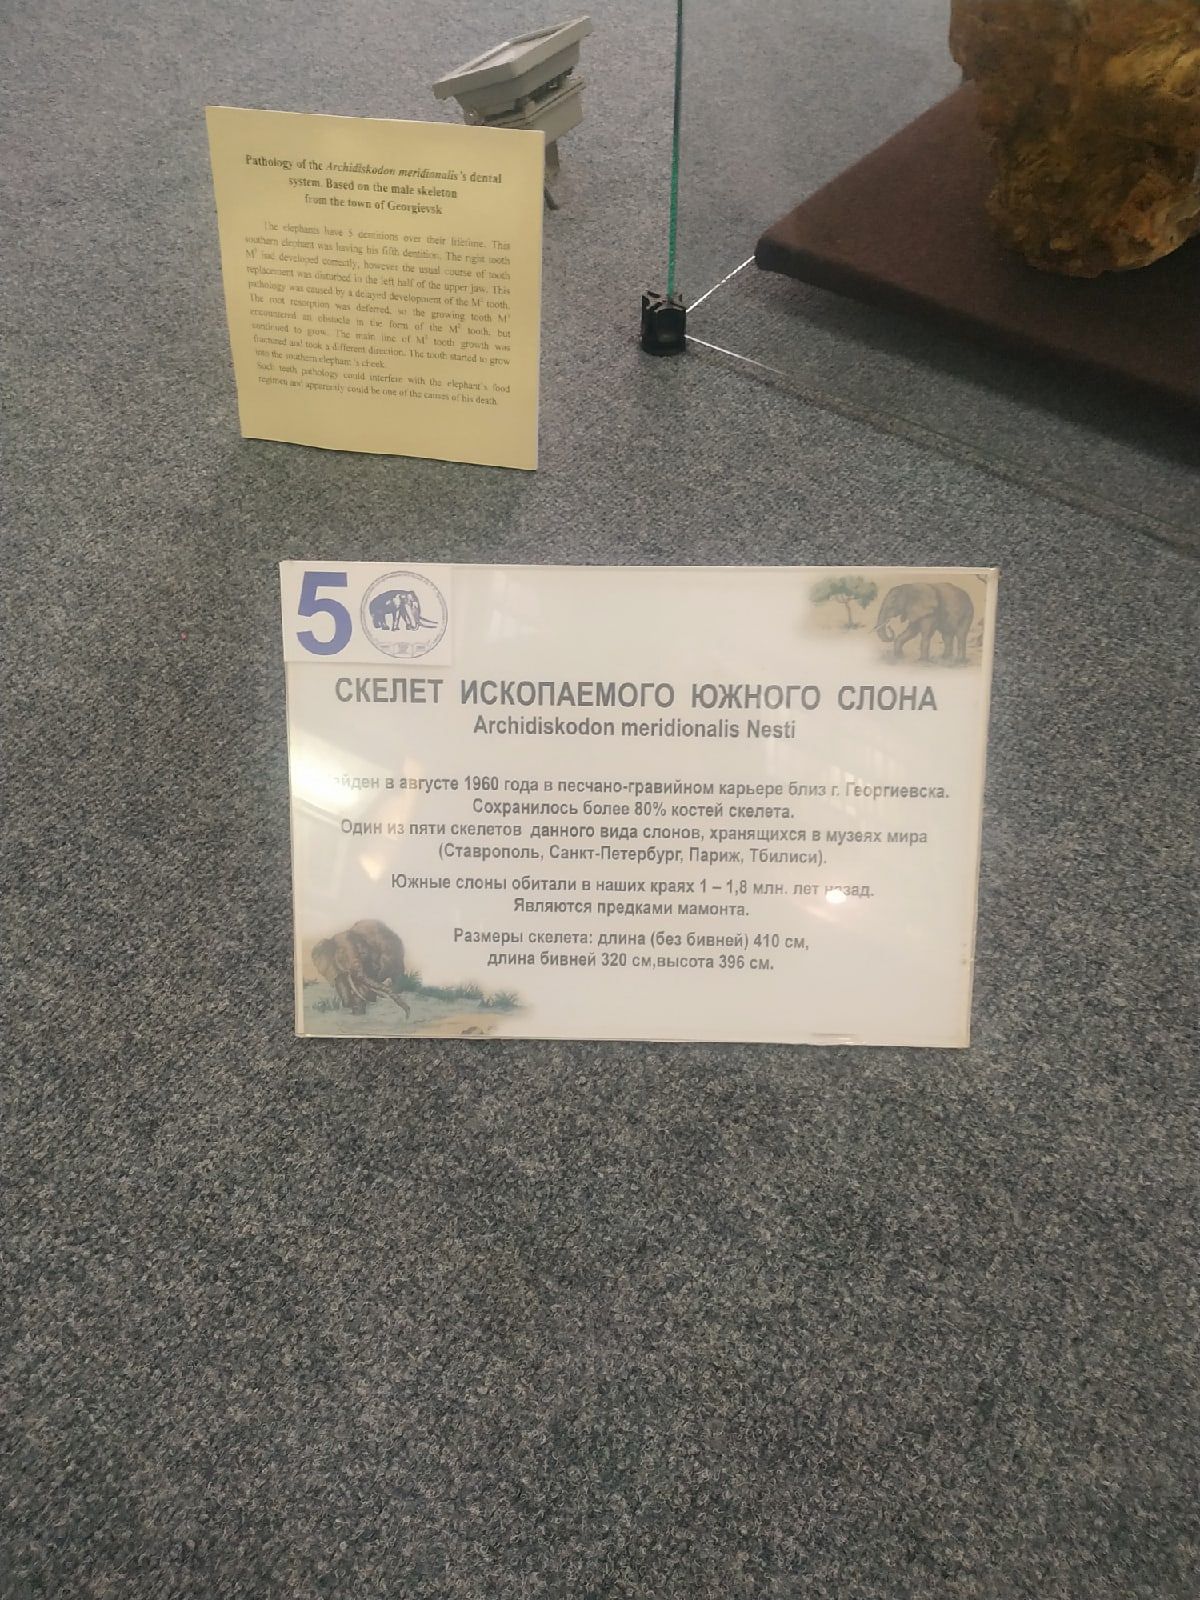 Pathology of the Archidiskodon meridionalis's dental
system. Based on the male skeleton
from the town of Georgievsk
The elephants have 5 dentitions over their lifetime. This
southern elephant was having his fifth dentition. The right tooth
M³ had developed correctly, however the usual course of tooth
replacement was disturbed in the left half of the upper jaw. This
pathology was caused by a delayed development of the M³ tooth.
The root resorption was deferred, so the growing tooth M³
encountered an obstacle in the form of the M² tooth, but
continued to grow. The main line of M³ tooth growth was
fractured and took a different direction. The tooth started to grow
into the southern elephant's cheek.
Such teeth pathology could interfere with the elephant's food
regimen and apparently could be one of the causes of his death.
5
СКЕЛЕТ ИСКОПАЕМОГО ЮЖНОГО СЛОНА
Archidiskodon meridionalis Nesti
йден в августе 1960 года в песчано-гравийном карьере близ г. Георгиевска.
Сохранилось более 80% костей скелета.
Один из пяти скелетов данного вида слонов, хранящихся в музеях мира
(Ставрополь, Санкт-Петербург, Париж, Тбилиси).
Южные слоны обитали в наших краях 1 – 1,8 млн. лет назад.
Являются предками мамонта.
Размеры скелета: длина (без бивней) 410 см,
длина бивней 320 см,высота 396 см.